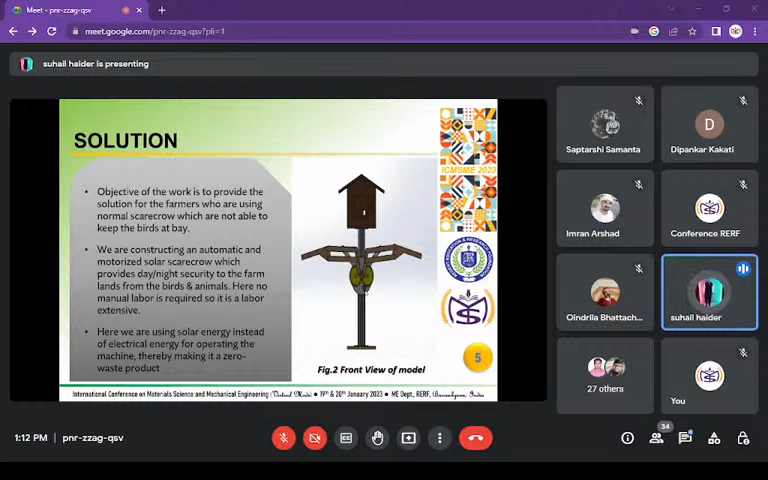 Meet - pnr-zzag-qsv
meet.google.com/pnr-zzag-qsv?pli=1
suhail haider is presenting
SOLUTION
• Objective of the work is to provide the
solution for the farmers who are using
normal scarecrow which are not able to
keep the birds at bay.
• We are constructing an automatic and
motorized solar scarecrow which
provides day/night security to the farm
lands from the birds & animals. Here no
manual labor is required so it is a labor
extensive.
• Here we are using solar energy instead
of electrical energy for operating the
machine, thereby making it a zero-
waste product
Fig.2 Front View of model
ICMSME 2023
5
International Conference on Materials Science and Mechanical Engineering (Virtual Mode) • 19th & 20th January 2023 • ME Dept., RERF, Barrackpore, India
Saptarshi Samanta
D
Dipankar Kakati
Imran Arshad
Conference RERF
Oindrila Bhattach...
suhail haider
27 others
You
1:12 PM | pnr-zzag-qsv
34